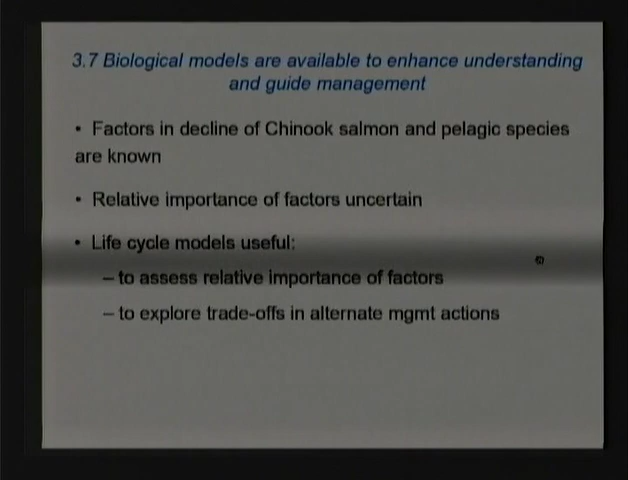 3.7 Biological models are available to enhance understanding
and guide management
• Factors in decline of Chinook salmon and pelagic species
are known
• Relative importance of factors uncertain
• Life cycle models useful:
– to assess relative importance of factors
– to explore trade-offs in alternate mgmt actions